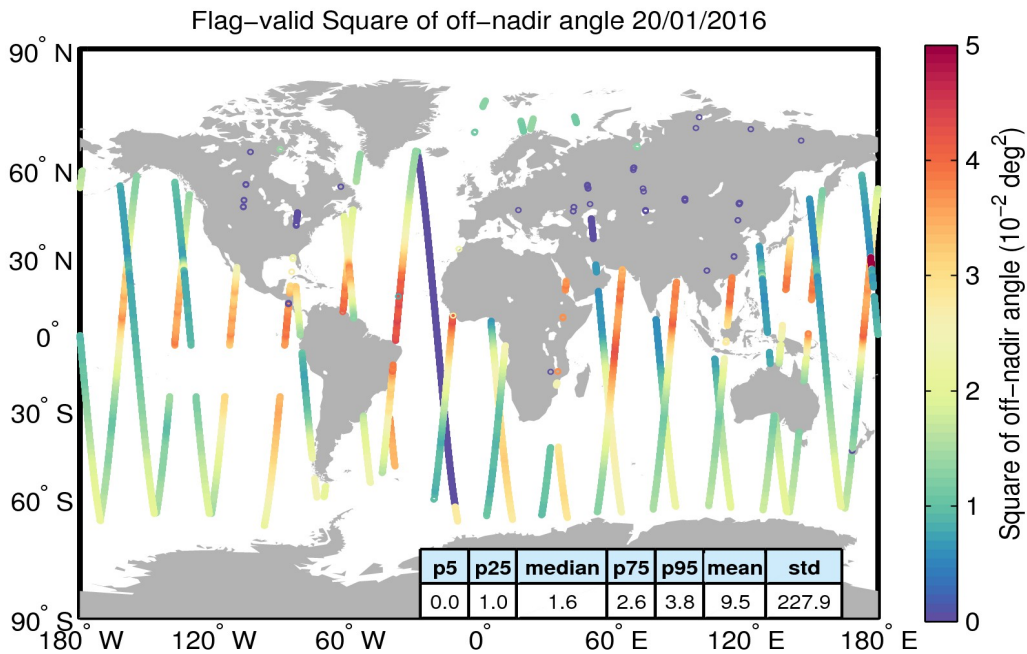 Flag-valid Square of off-nadir angle 20/01/2016
90° N
60° N
30° N
0°
30° S
60° S
90° S
180° W
120° W
60° W
0°
60° E
120° E
180° E
p5 p25 median p75 p95 mean std
0.0 1.0 1.6 2.6 3.8 9.5 227.9
5
4
3
2
1
0
Square of off-nadir angle (10⁻² deg²)